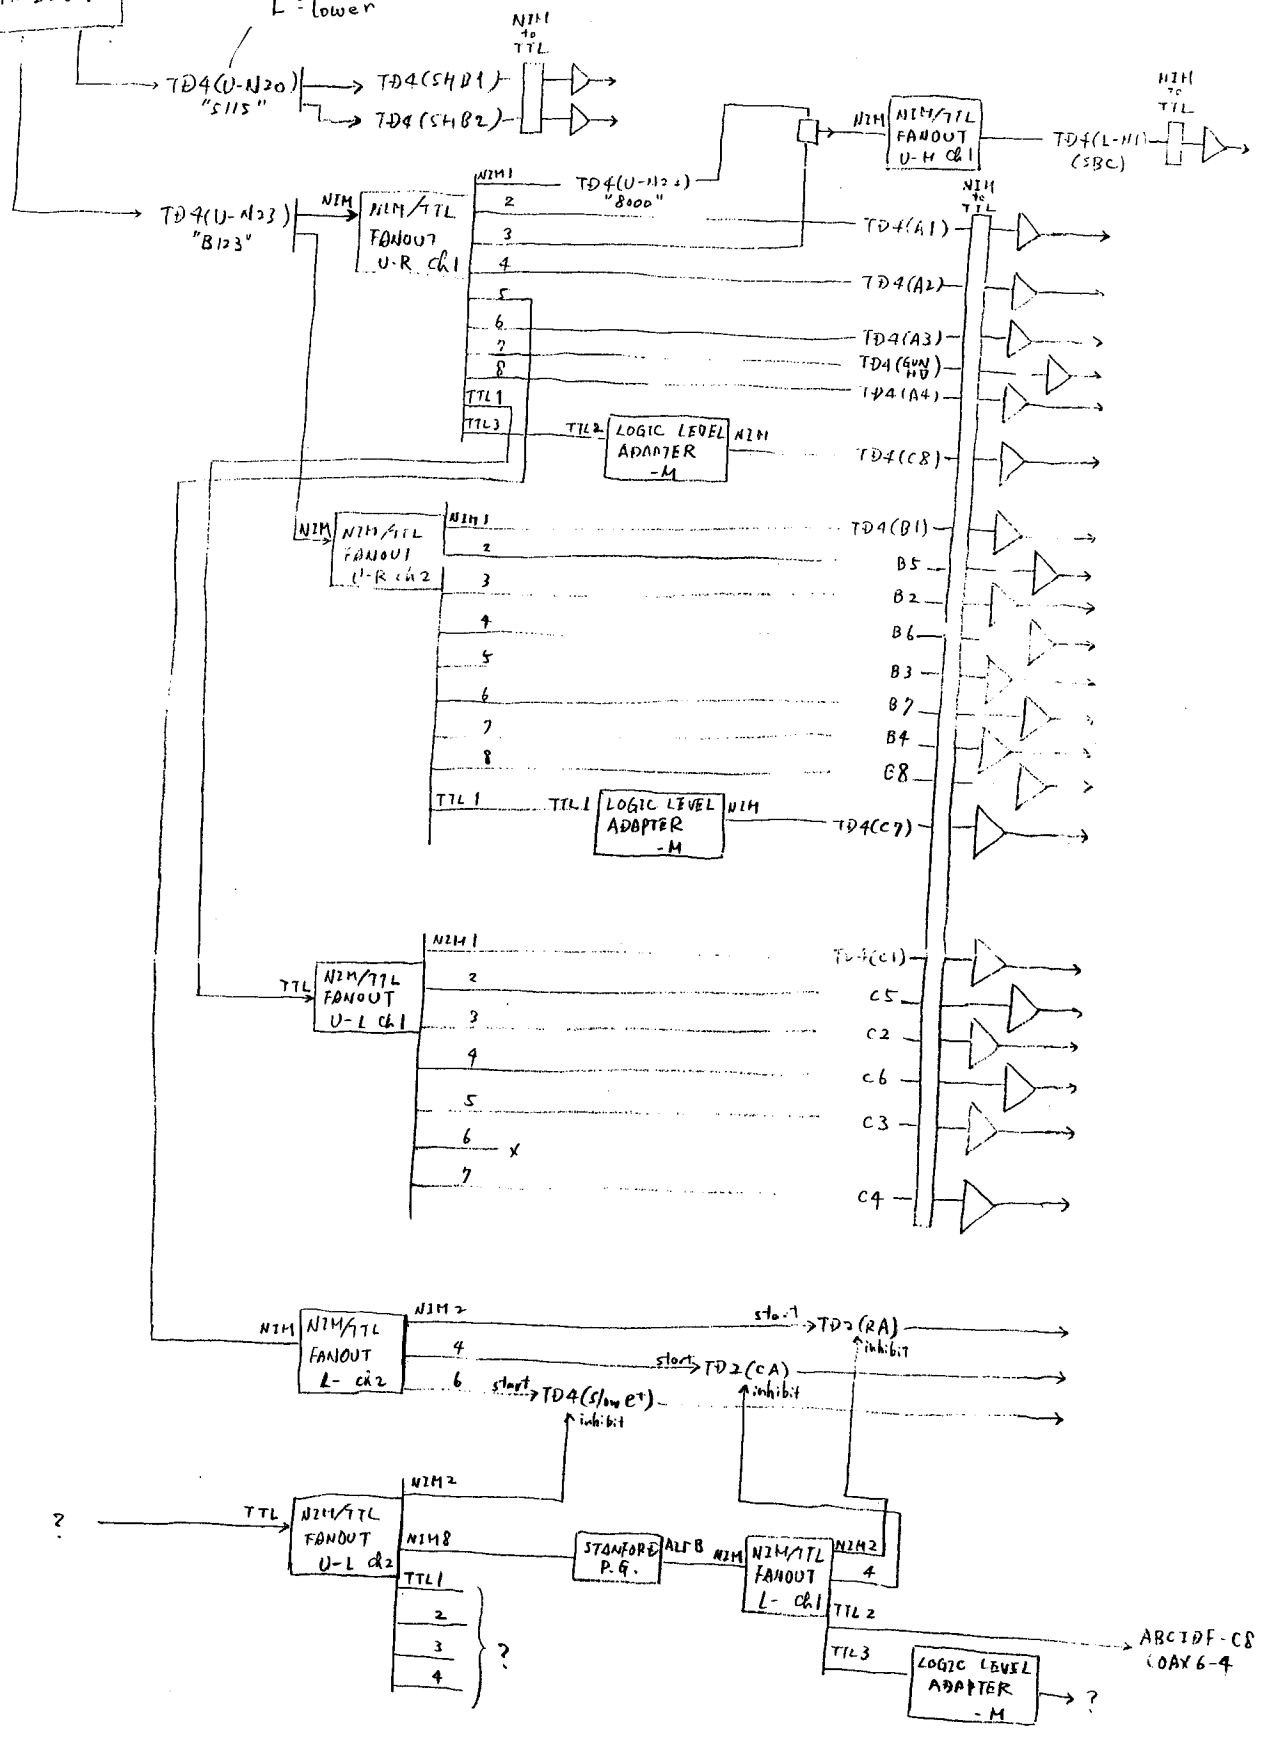 L = lower
NIM
to
TTL
TD4(U-N20)
"S115"
TD4(SHB1)
TD4(SHB2)
NIM
to
TTL
NIM
NIM/TTL
FANOUT
U-M ch1
TD4(L-N1)
(SBC)
TD4(U-N23)
"B123"
NIM
NIM/TTL
FANOUT
U-R ch1
NIM1
TD4(U-N2
"8000"
2
3
4
5
6
7
8
TTL1
TTL3
NIM
to
TTL
TD4(A1)
TD4(A2)
TD4(A3)
TD4(GUN
HV)
TD4(A4)
TTL2
LOGIC LEVEL
ADAPTER
-M
NIM
TD4(C8)
NIM
NIM/TTL
FANOUT
U-R ch2
NIM1
2
3
4
5
6
7
8
TTL1
TD4(B1)
B5
B2
B6
B3
B7
B4
TTL1
LOGIC LEVEL
ADAPTER
-M
NIM
TD4(C7)
TTL
NIM/TTL
FANOUT
U-L ch1
NIM1
2
3
4
5
6 x
7
TD4(C1)
C5
C2
C6
C3
C4
NIM
NIM/TTL
FANOUT
L- ch2
NIM2
4
6
start
TD2(RA)
inhibit
start
TD2(CA)
inhibit
start
TD4(slow e+)
inhibit
?
TTL
NIM/TTL
FANOUT
U-L ch2
NIM2
NIM8
TTL1
2
3
4
?
STANFORD
P.G.
NIM
NIM/TTL
FANOUT
L- ch1
NIM2
4
TTL2
TTL3
LOGIC LEVEL
ADAPTER
-M
?
COAX6-4